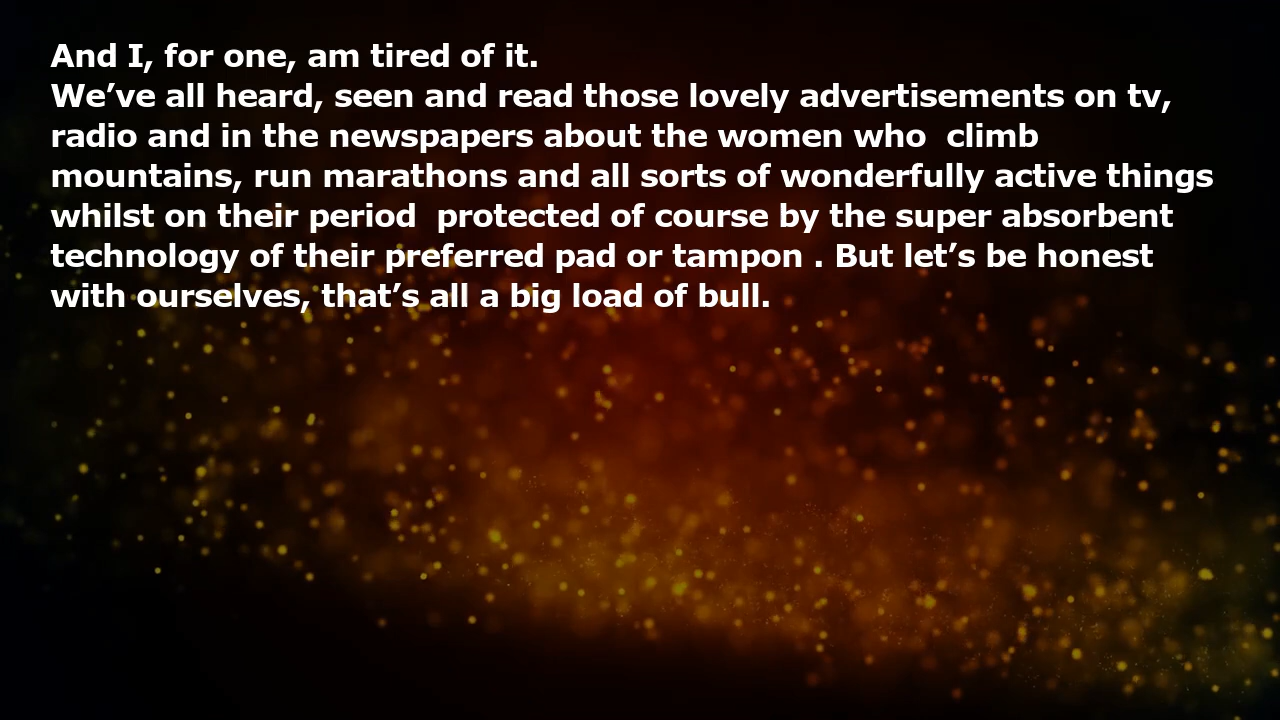 And I, for one, am tired of it.
We’ve all heard, seen and read those lovely advertisements on tv,
radio and in the newspapers about the women who  climb
mountains, run marathons and all sorts of wonderfully active things
whilst on their period  protected of course by the super absorbent
technology of their preferred pad or tampon . But let’s be honest
with ourselves, that’s all a big load of bull.